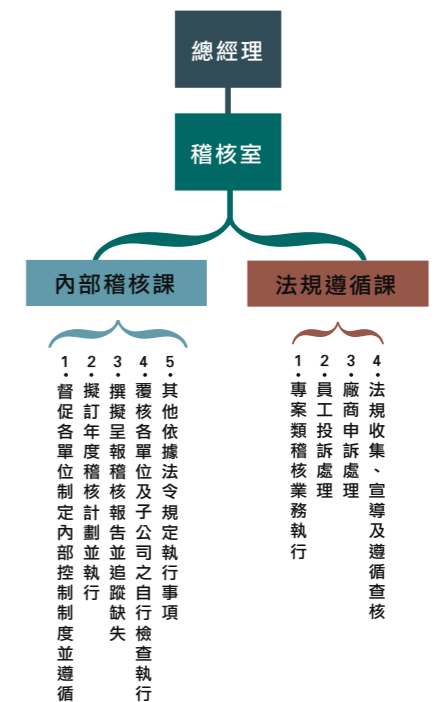 總經理
稽核室
內部稽核課
1.督促各單位制定內部控制制度並遵循
2.擬訂年度稽核計劃並執行
3.撰擬呈報稽核報告並追蹤缺失
4.覆核各單位及子公司之自行檢查執行
5.其他依據法令規定執行事項
法規遵循課
1.專案類稽核業務執行
2.員工投訴處理
3.廠商申訴處理
4.法規收集、宣導及遵循查核